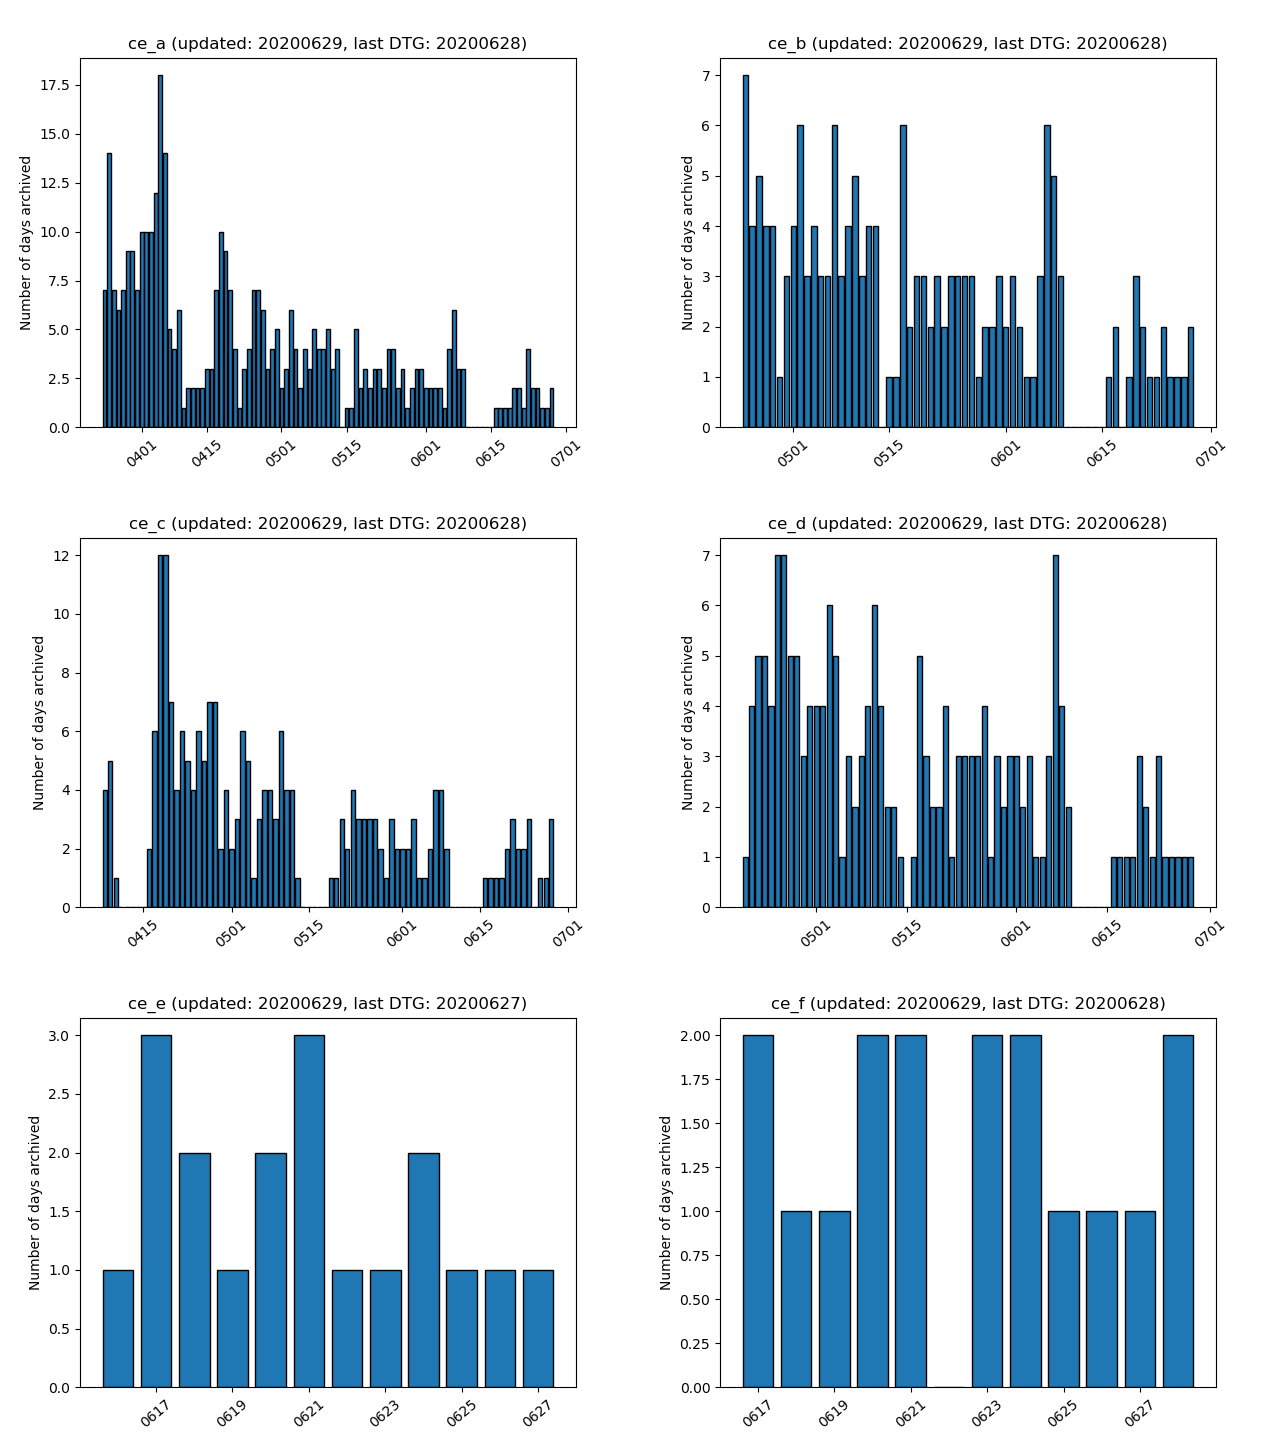 ce_a (updated: 20200629, last DTG: 20200628)
Number of days archived
17.5
15.0
12.5
10.0
7.5
5.0
2.5
0.0
0401 0415 0501 0515 0601 0615 0701
ce_b (updated: 20200629, last DTG: 20200628)
Number of days archived
7
6
5
4
3
2
1
0
0501 0515 0601 0615 0701
ce_c (updated: 20200629, last DTG: 20200628)
Number of days archived
12
10
8
6
4
2
0
0415 0501 0515 0601 0615 0701
ce_d (updated: 20200629, last DTG: 20200628)
Number of days archived
7
6
5
4
3
2
1
0
0501 0515 0601 0615 0701
ce_e (updated: 20200629, last DTG: 20200627)
Number of days archived
3.0
2.5
2.0
1.5
1.0
0.5
0.0
0617 0619 0621 0623 0625 0627
ce_f (updated: 20200629, last DTG: 20200628)
Number of days archived
2.00
1.75
1.50
1.25
1.00
0.75
0.50
0.25
0.00
0617 0619 0621 0623 0625 0627